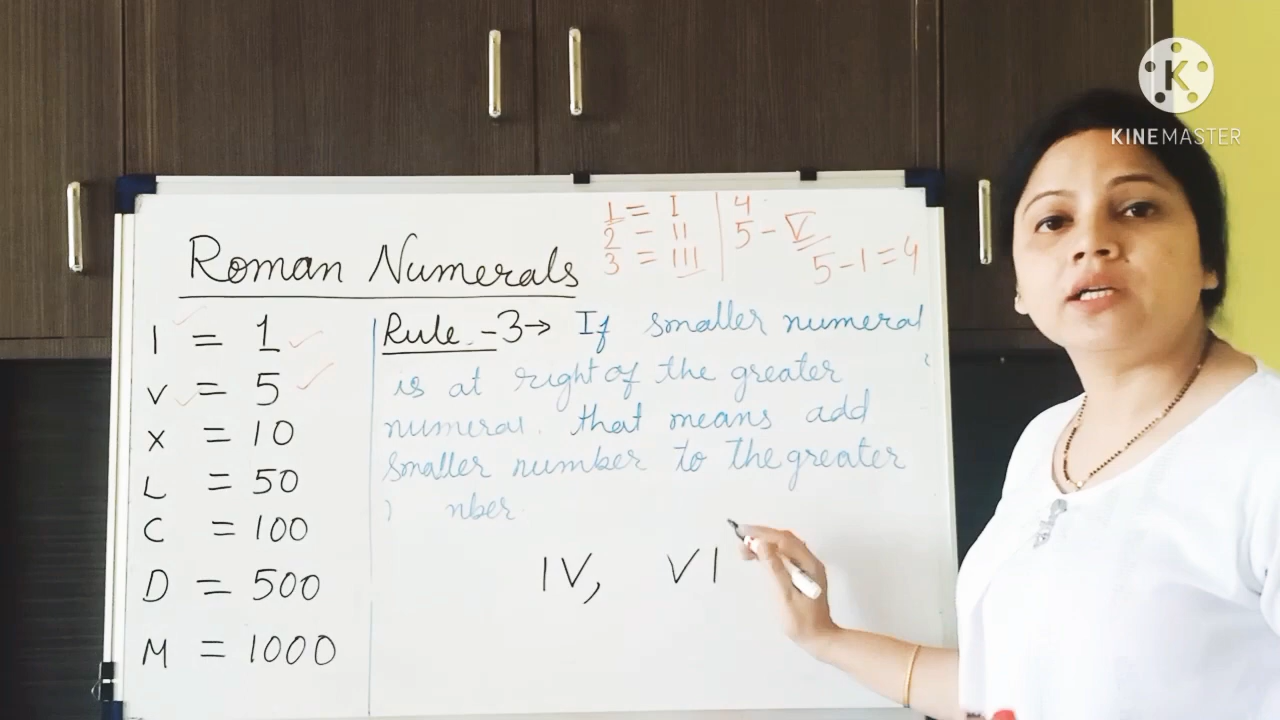 KINEMASTER
Roman Numerals
1 = I
2 = II
3 = III
4
5 - V
5-1=4
I = 1
V = 5
X = 10
L = 50
C = 100
D = 500
M = 1000
Rule -3→ If smaller numeral
is at right of the greater
numeral. that means add
smaller number to the greater
nber.
IV, VI